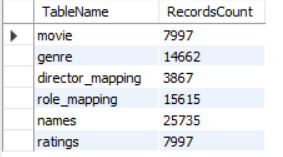 TableName RecordsCount
movie 7997
genre 14662
director_mapping 3867
role_mapping 15615
names 25735
ratings 7997